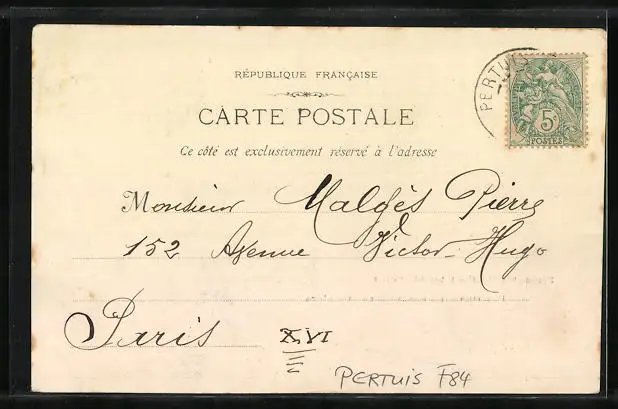 RÉPUBLIQUE FRANÇAISE
CARTE POSTALE
Ce côté est exclusivement réservé à l'adresse
PERTUIS
5c
POSTES
Monsieur Malgès Pierre
152 Avenue Victor-Hugo
Paris XVI
PERTUIS F84